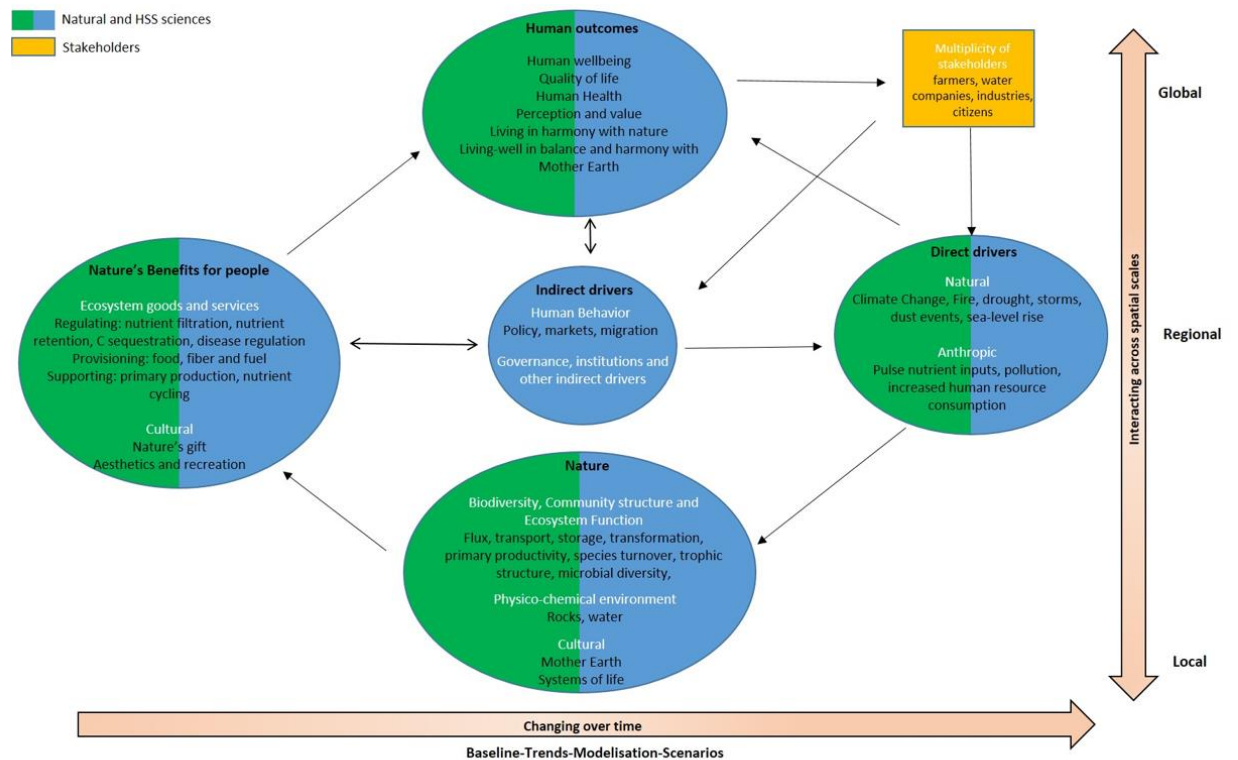 Natural and HSS sciences
Stakeholders
Human outcomes
Human wellbeing
Quality of life
Human Health
Perception and value
Living in harmony with nature
Living-well in balance and harmony with
Mother Earth
Multiplicity of
stakeholders
farmers, water
companies, industries,
citizens
Global
Nature's Benefits for people
Ecosystem goods and services
Regulating: nutrient filtration, nutrient
retention, C sequestration, disease regulation
Provisioning: food, fiber and fuel
Supporting: primary production, nutrient
cycling
Cultural
Nature's gift
Aesthetics and recreation
Indirect drivers
Human Behavior
Policy, markets, migration
Governance, institutions and
other indirect drivers
Direct drivers
Natural
Climate Change, Fire, drought, storms,
dust events, sea-level rise
Anthropic
Pulse nutrient inputs, pollution,
increased human resource
consumption
Interacting across spatial scales
Regional
Nature
Biodiversity, Community structure and
Ecosystem Function
Flux, transport, storage, transformation,
primary productivity, species turnover, trophic
structure, microbial diversity,
Physico-chemical environment
Rocks, water
Cultural
Mother Earth
Systems of life
Local
Changing over time
Baseline-Trends-Modelisation-Scenarios